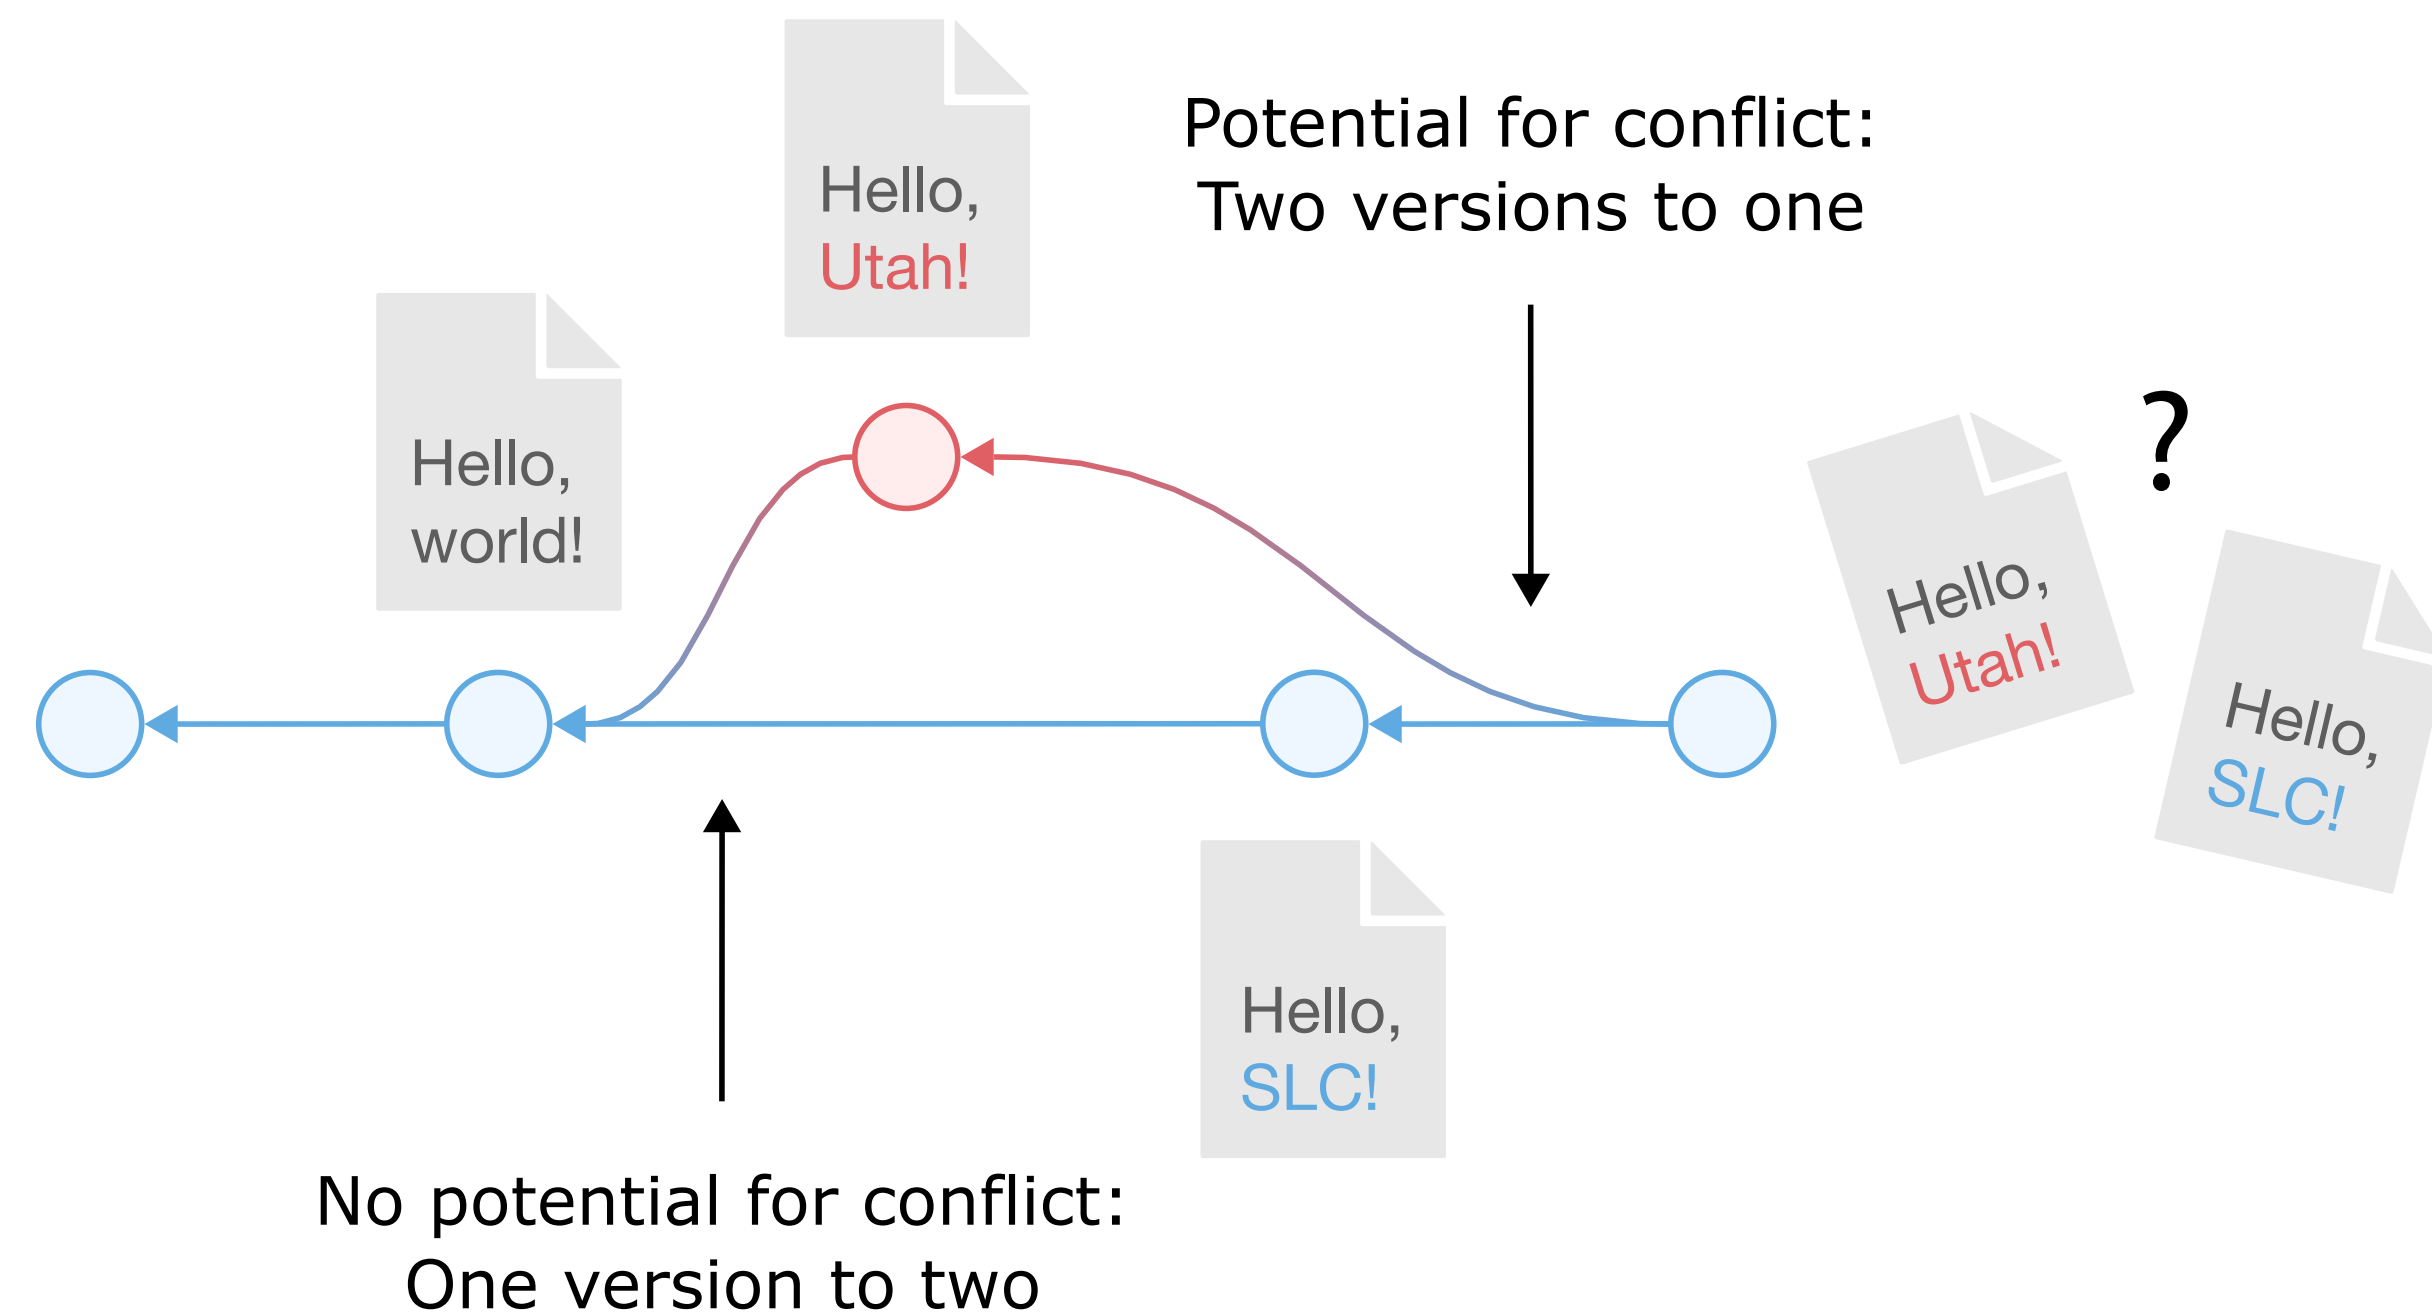 Hello,
Utah!
Potential for conflict:
Two versions to one
Hello,
world!
?
Hello,
Utah!
Hello,
SLC!
Hello,
SLC!
No potential for conflict:
One version to two